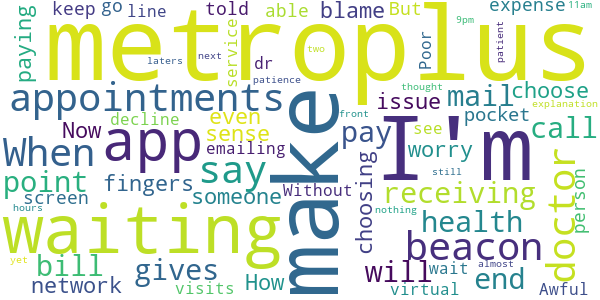 paying keep go line told able blame But expense 9pm 11am
metroplus
laters next service dr patience two Poor patient
appointments issue mail thought choose explanation
decline even front pocket
Now app sense pay see call
When emailing make I'm worry
say Without still
point fingers someone choosing receiving doctor person
screen nothing
waiting health
hours How beacon
yet bill gives will wait end almost
network visits virtual Awful